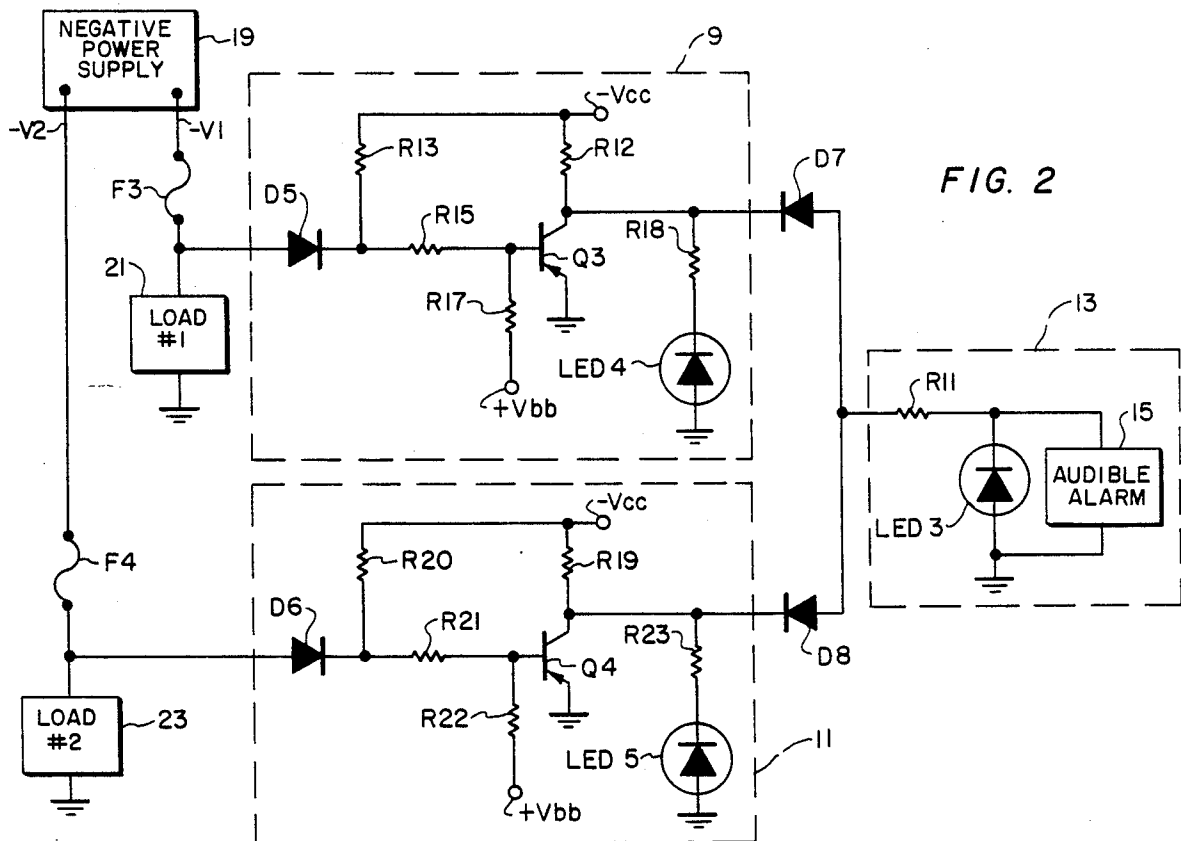 NEGATIVE
POWER
SUPPLY
19
-V2
-V1
F3
21
LOAD
#1
F4
LOAD
#2
23
9
-Vcc
R13
R12
D5
R15
Q3
R17
+Vbb
R18
LED 4
D7
FIG. 2
13
R11
15
AUDIBLE
ALARM
LED 3
-Vcc
R20
R19
D6
R21
Q4
R22
+Vbb
R23
LED 5
D8
11